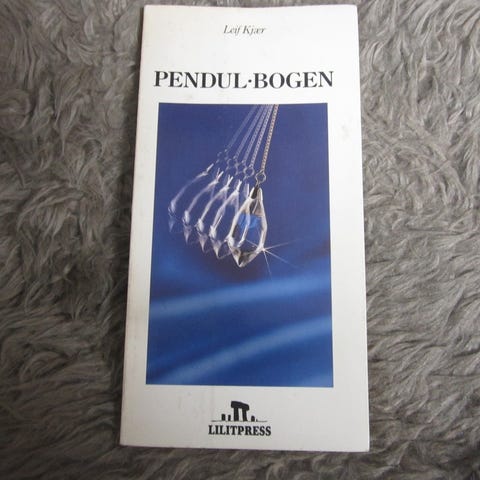 Leif Kjær
PENDUL·BOGEN
LILITPRESS